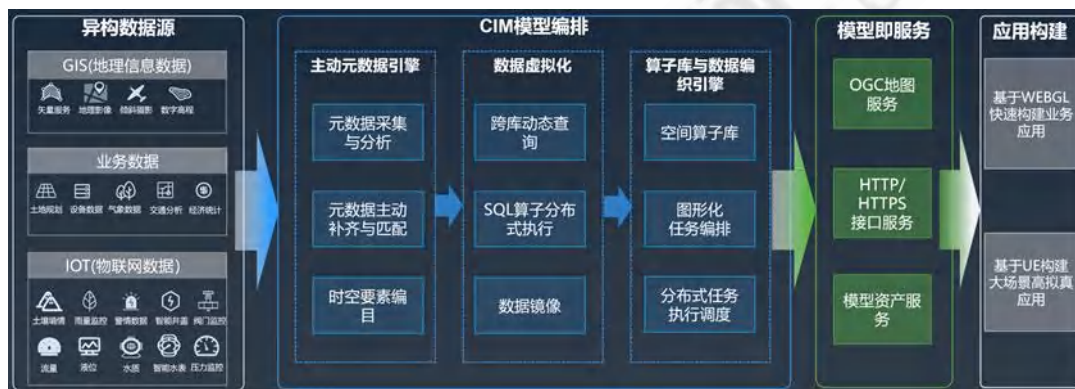 异构数据源
GIS(地理信息数据)
矢量服务 地理影像 倾斜摄影 数字高程
业务数据
土地规划 设备数据 气象数据 交通分析 经济统计
IOT(物联网数据)
土壤墒情 雨量监控 警情数据 智能井盖 阀门监控
流量 液位 水质 智能水表 压力监控
CIM模型编排
主动元数据引擎
元数据采集
与分析
元数据主动
补齐与匹配
时空要素编
目
数据虚拟化
跨库动态查
询
SQL算子分布
式执行
数据镜像
算子库与数据编
织引擎
空间算子库
图形化
任务编排
分布式任务
执行调度
模型即服务
OGC地图
服务
HTTP/
HTTPS
接口服务
模型资产服
务
应用构建
基于WEBGL
快速构建业务
应用
基于UE构建
大场景高拟真
应用